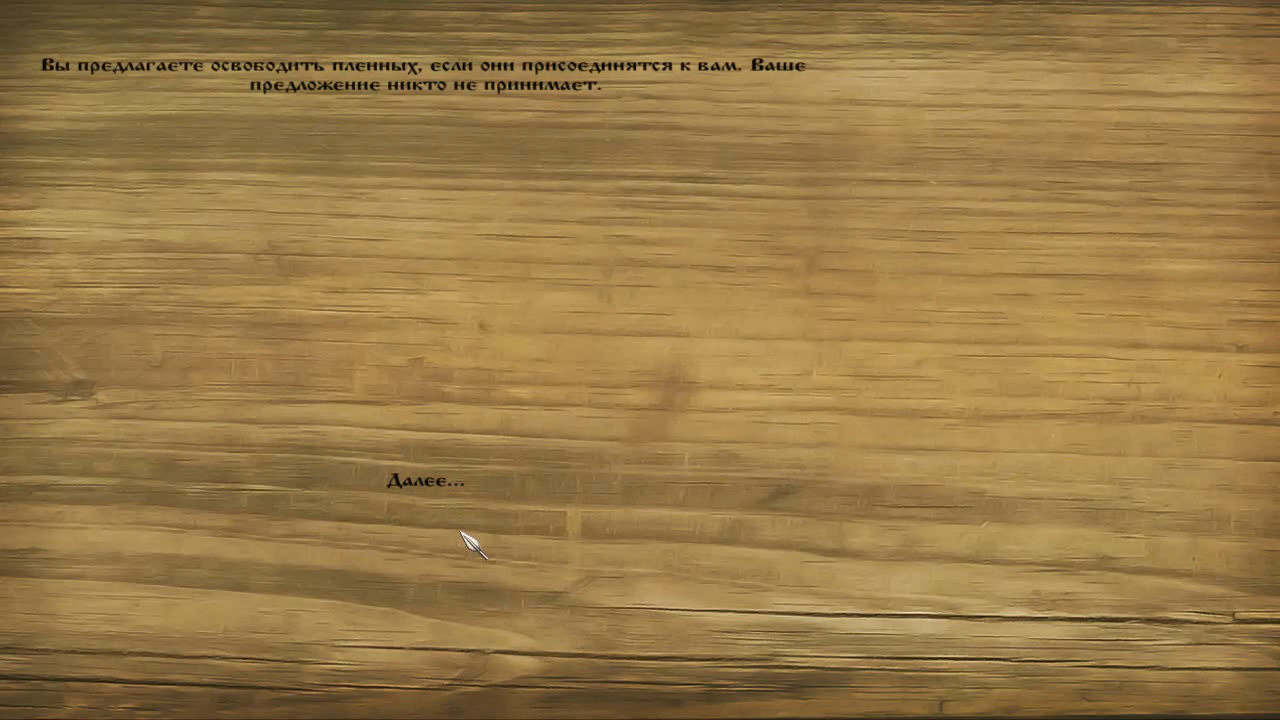 Вы предлагаете освободить пленных, если они присоединятся к вам. Ваше
предложение никто не принимает.
Далее...